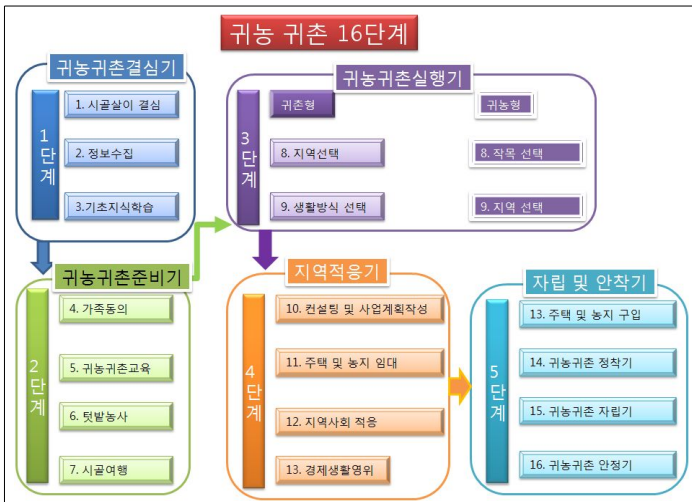 귀농 귀촌 16단계
귀농귀촌결심기
1단계
1. 시골살이 결심
2. 정보수집
3.기초지식학습
귀농귀촌준비기
2단계
4. 가족동의
5. 귀농귀촌교육
6. 텃밭농사
7. 시골여행
귀농귀촌실행기
3단계
귀촌형
귀농형
8. 지역선택
8. 작목 선택
9. 생활방식 선택
9. 지역 선택
지역적응기
4단계
10. 컨설팅 및 사업계획작성
11. 주택 및 농지 임대
12. 지역사회 적응
13. 경제생활영위
자립 및 안착기
5단계
13. 주택 및 농지 구입
14. 귀농귀촌 정착기
15. 귀농귀촌 자립기
16. 귀농귀촌 안정기